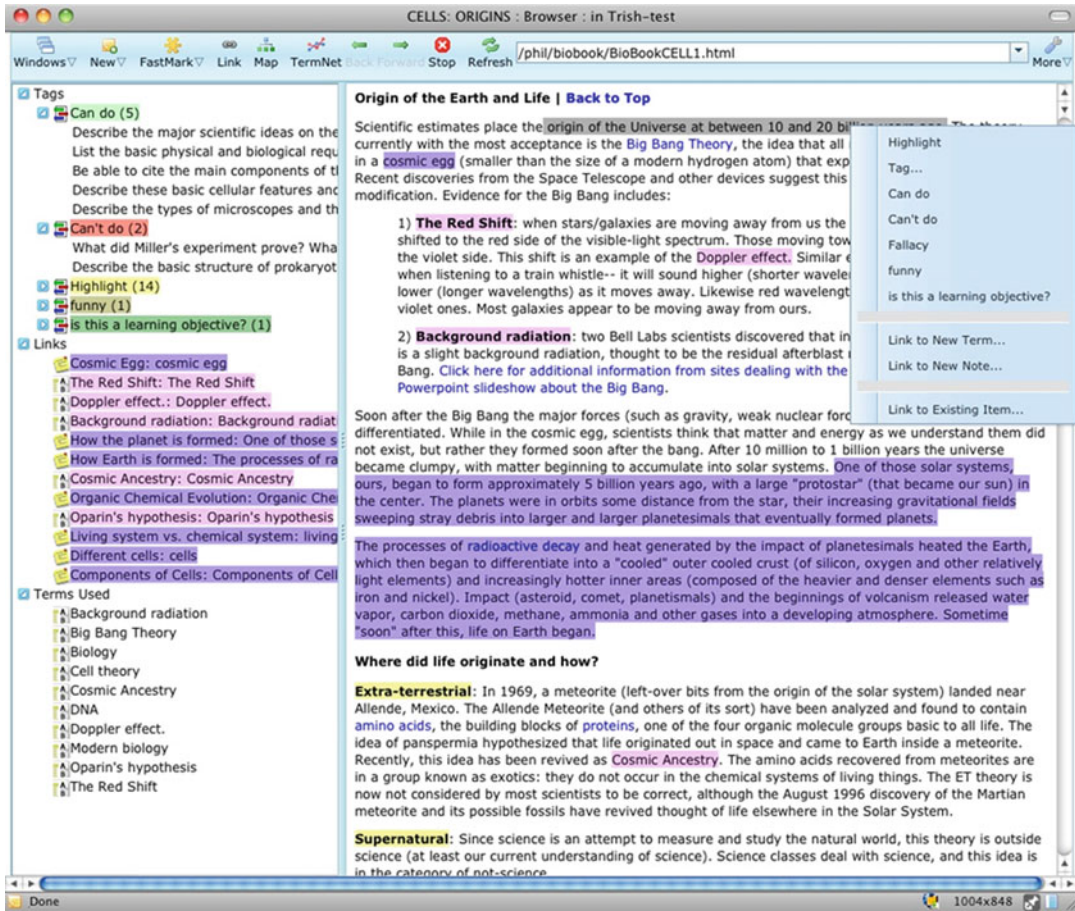 CELLS: ORIGINS : Browser : in Trish-test
Windows New FastMark Link Map TermNet Back Forward Stop Refresh /phil/biobook/BioBookCELL1.html More
Tags
Can do (5)
Describe the major scientific ideas on the
List the basic physical and biological requ
Be able to cite the main components of
Describe these basic cellular features and
Describe the types of microscopes and th
Can't do (2)
What did Miller's experiment prove? Wha
Describe the basic structure of prokaryot
Highlight (14)
funny (1)
is this a learning objective? (1)
Links
Cosmic Egg: cosmic egg
The Red Shift: The Red Shift
Doppler effect.: Doppler effect.
Background radiation: Background radiat
How the planet is formed: One of those s
How Earth is formed: The processes of ra
Cosmic Ancestry: Cosmic Ancestry
Organic Chemical Evolution: Organic Che
Oparin's hypothesis: Oparin's hypothesis
Living system vs. chemical system: living
Different cells: cells
Components of Cells: Components of Cell
Terms Used
Background radiation
Big Bang Theory
Biology
Cell theory
Cosmic Ancestry
DNA
Doppler effect.
Modern biology
Oparin's hypothesis
The Red Shift
Origin of the Earth and Life | Back to Top
Scientific estimates place the origin of the Universe at between 10 and 20 billion years ago. The theory
currently with the most acceptance is the Big Bang Theory, the idea that all
in a cosmic egg (smaller than the size of a modern hydrogen atom) that exp
Recent discoveries from the Space Telescope and other devices suggest this
modification. Evidence for the Big Bang includes:
1) The Red Shift: when stars/galaxies are moving away from us the
shifted to the red side of the visible-light spectrum. Those moving tow
the violet side. This shift is an example of the Doppler effect. Similar e
when listening to a train whistle-- it will sound higher (shorter wavele
lower (longer wavelengths) as it moves away. Likewise red wavelengt
violet ones. Most galaxies appear to be moving away from ours.
2) Background radiation: two Bell Labs scientists discovered that in
is a slight background radiation, thought to be the residual afterblast
Bang. Click here for additional information from sites dealing with the
Powerpoint slideshow about the Big Bang.
Soon after the Big Bang the major forces (such as gravity, weak nuclear forc
differentiated. While in the cosmic egg, scientists think that matter and energy as we understand them did
not exist, but rather they formed soon after the bang. After 10 million to 1 billion years the universe
became clumpy, with matter beginning to accumulate into solar systems. One of those solar systems,
ours, began to form approximately 5 billion years ago, with a large "protostar" (that became our sun) in
the center. The planets were in orbits some distance from the star, their increasing gravitational fields
sweeping stray debris into larger and larger planetesimals that eventually formed planets.
The processes of radioactive decay and heat generated by the impact of planetesimals heated the Earth,
which then began to differentiate into a "cooled" outer cooled crust (of silicon, oxygen and other relatively
light elements) and increasingly hotter inner areas (composed of the heavier and denser elements such as
iron and nickel). Impact (asteroid, comet, planetismals) and the beginnings of volcanism released water
vapor, carbon dioxide, methane, ammonia and other gases into a developing atmosphere. Sometime
"soon" after this, life on Earth began.
Where did life originate and how?
Extra-terrestrial: In 1969, a meteorite (left-over bits from the origin of the solar system) landed near
Allende, Mexico. The Allende Meteorite (and others of its sort) have been analyzed and found to contain
amino acids, the building blocks of proteins, one of the four organic molecule groups basic to all life. The
idea of panspermia hypothesized that life originated out in space and came to Earth inside a meteorite.
Recently, this idea has been revived as Cosmic Ancestry. The amino acids recovered from meteorites are
in a group known as exotics: they do not occur in the chemical systems of living things. The ET theory is
now not considered by most scientists to be correct, although the August 1996 discovery of the Martian
meteorite and its possible fossils have revived thought of life elsewhere in the Solar System.
Supernatural: Since science is an attempt to measure and study the natural world, this theory is outside
science (at least our current understanding of science). Science classes deal with science, and this idea is
in the category of not-science.
Highlight
Tag...
Can do
Can't do
Fallacy
funny
is this a learning objective?
Link to New Term...
Link to New Note...
Link to Existing Item...
Done 1004x848